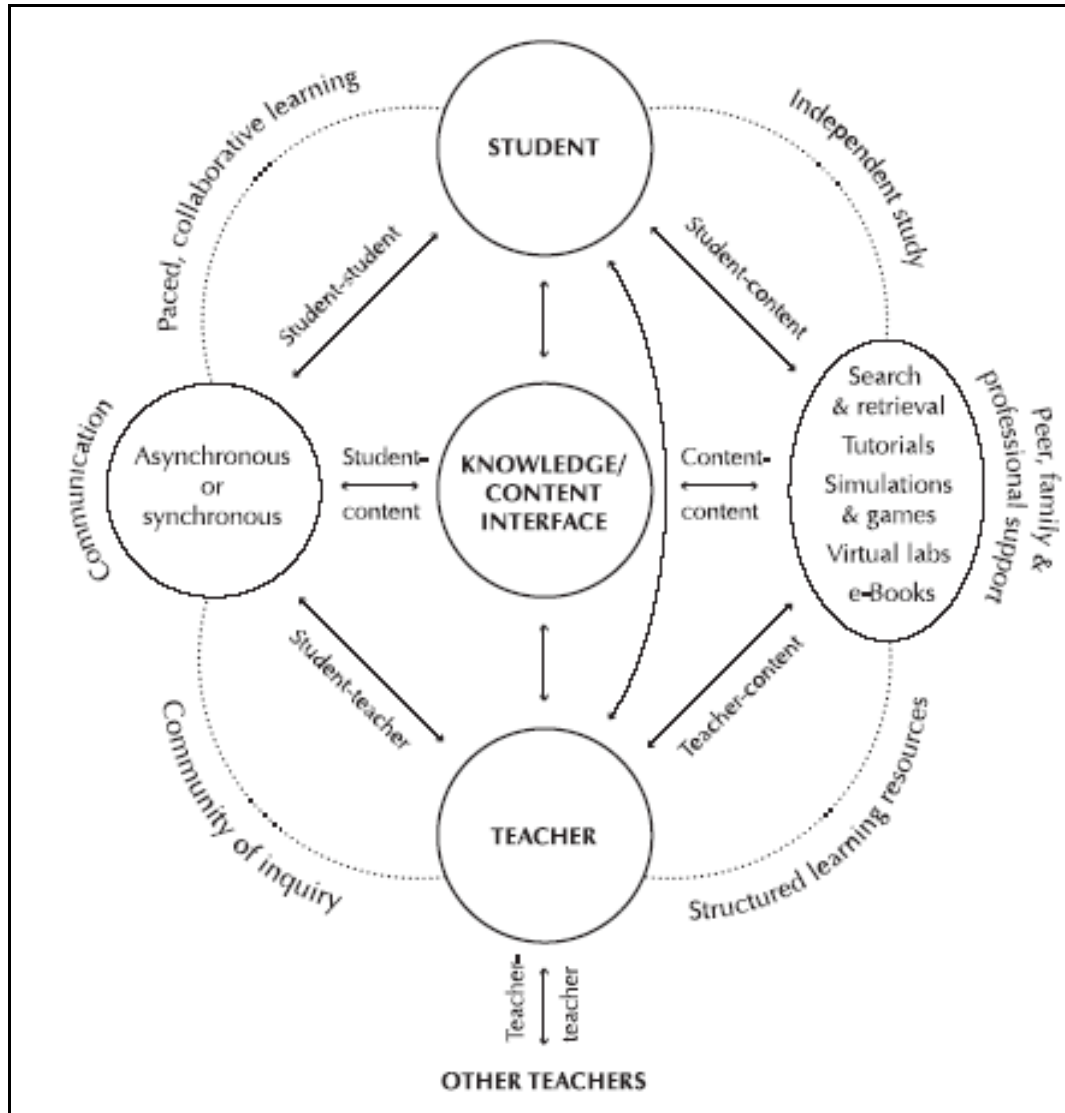 STUDENT
Paced, collaborative learning
Independent study
Student-student
Student-content
Communication
Asynchronous
or
synchronous
Student-
content
KNOWLEDGE/
CONTENT
INTERFACE
Content-
content
Search
& retrieval
Tutorials
Simulations
& games
Virtual labs
e-Books
Peer, family &
professional support
Student-teacher
Teacher-content
Community of inquiry
TEACHER
Structured learning resources
Teacher-
teacher
OTHER TEACHERS